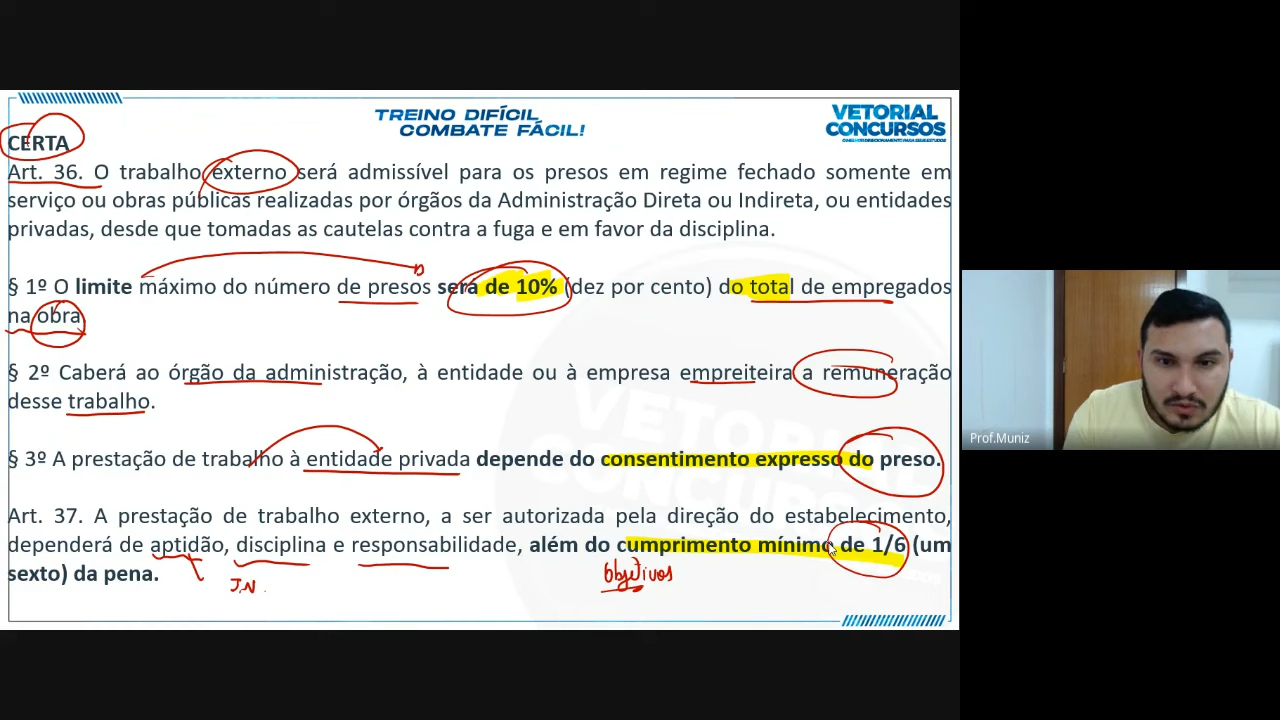 TREINO DIFÍCIL
COMBATE FÁCIL!
VETORIAL
CONCURSOS
CERTA
Art. 36. O trabalho externo será admissível para os presos em regime fechado somente em
serviço ou obras públicas realizadas por órgãos da Administração Direta ou Indireta, ou entidades
privadas, desde que tomadas as cautelas contra a fuga e em favor da disciplina.
§ 1º O limite máximo do número de presos será de 10% (dez por cento) do total de empregados
na obra
§ 2º Caberá ao órgão da administração, à entidade ou à empresa empreiteira a remuneração
desse trabalho.
§ 3º A prestação de trabalho à entidade privada depende do consentimento expresso do preso.
Art. 37. A prestação de trabalho externo, a ser autorizada pela direção do estabelecimento,
dependerá de aptidão, disciplina e responsabilidade, além do cumprimento mínimo de 1/6 (um
sexto) da pena.
objetivos
VETORIAL
CONCURSOS
Prof.Muniz